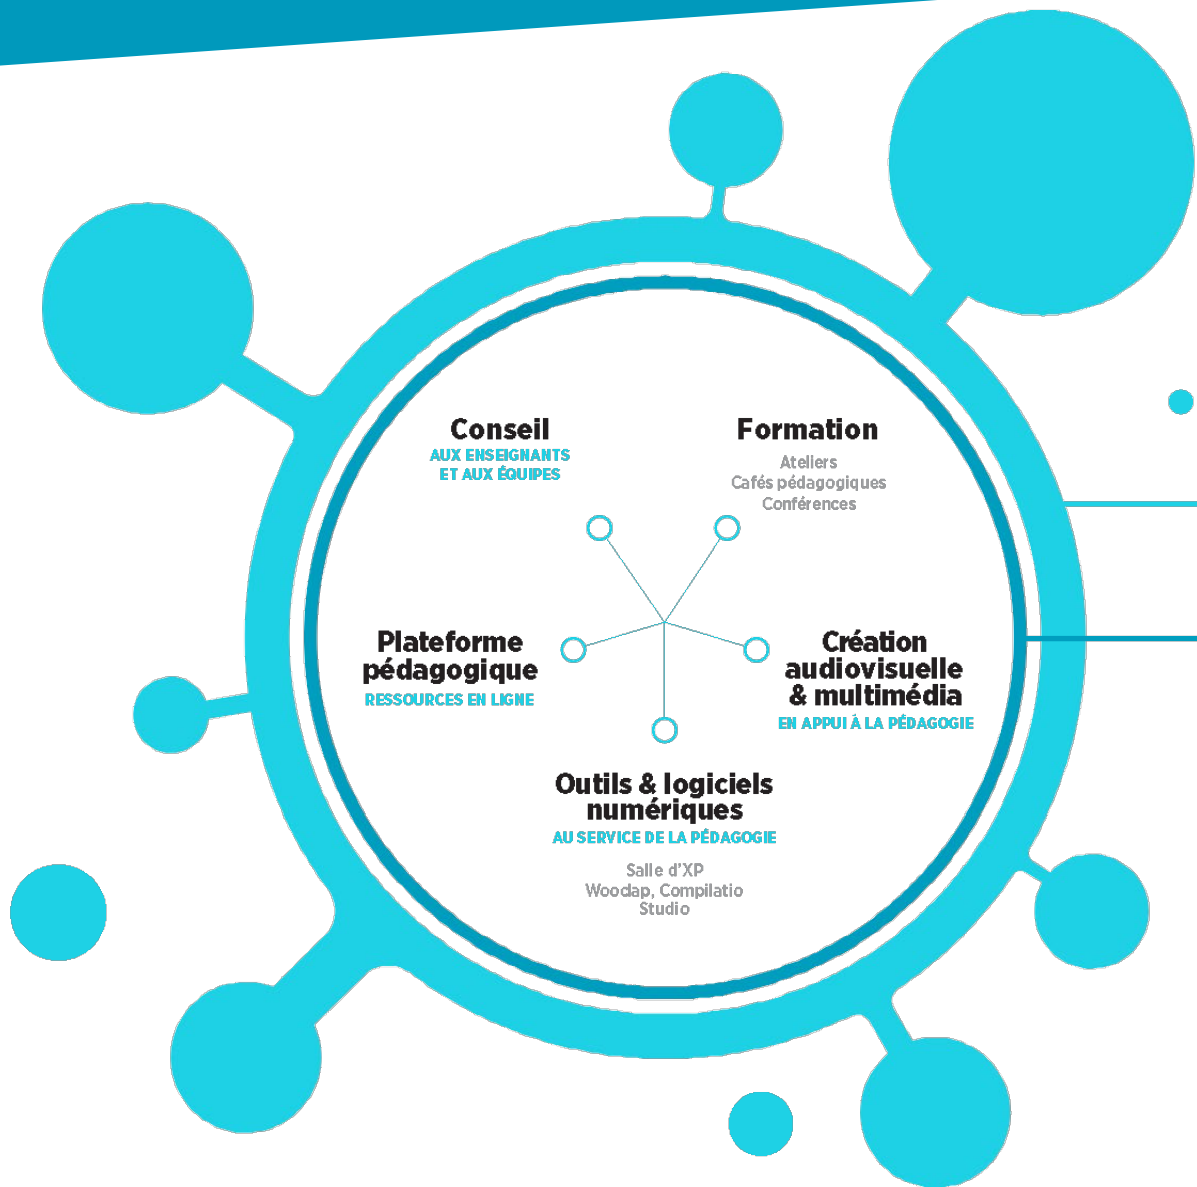 Conseil
AUX ENSEIGNANTS
ET AUX ÉQUIPES
Formation
Ateliers
Cafés pédagogiques
Conférences
Plateforme
pédagogique
RESSOURCES EN LIGNE
Création
audiovisuelle
& multimédia
EN APPUI À LA PÉDAGOGIE
Outils & logiciels
numériques
AU SERVICE DE LA PÉDAGOGIE
Salle d'XP
Wooclap, Compilatio
Studio